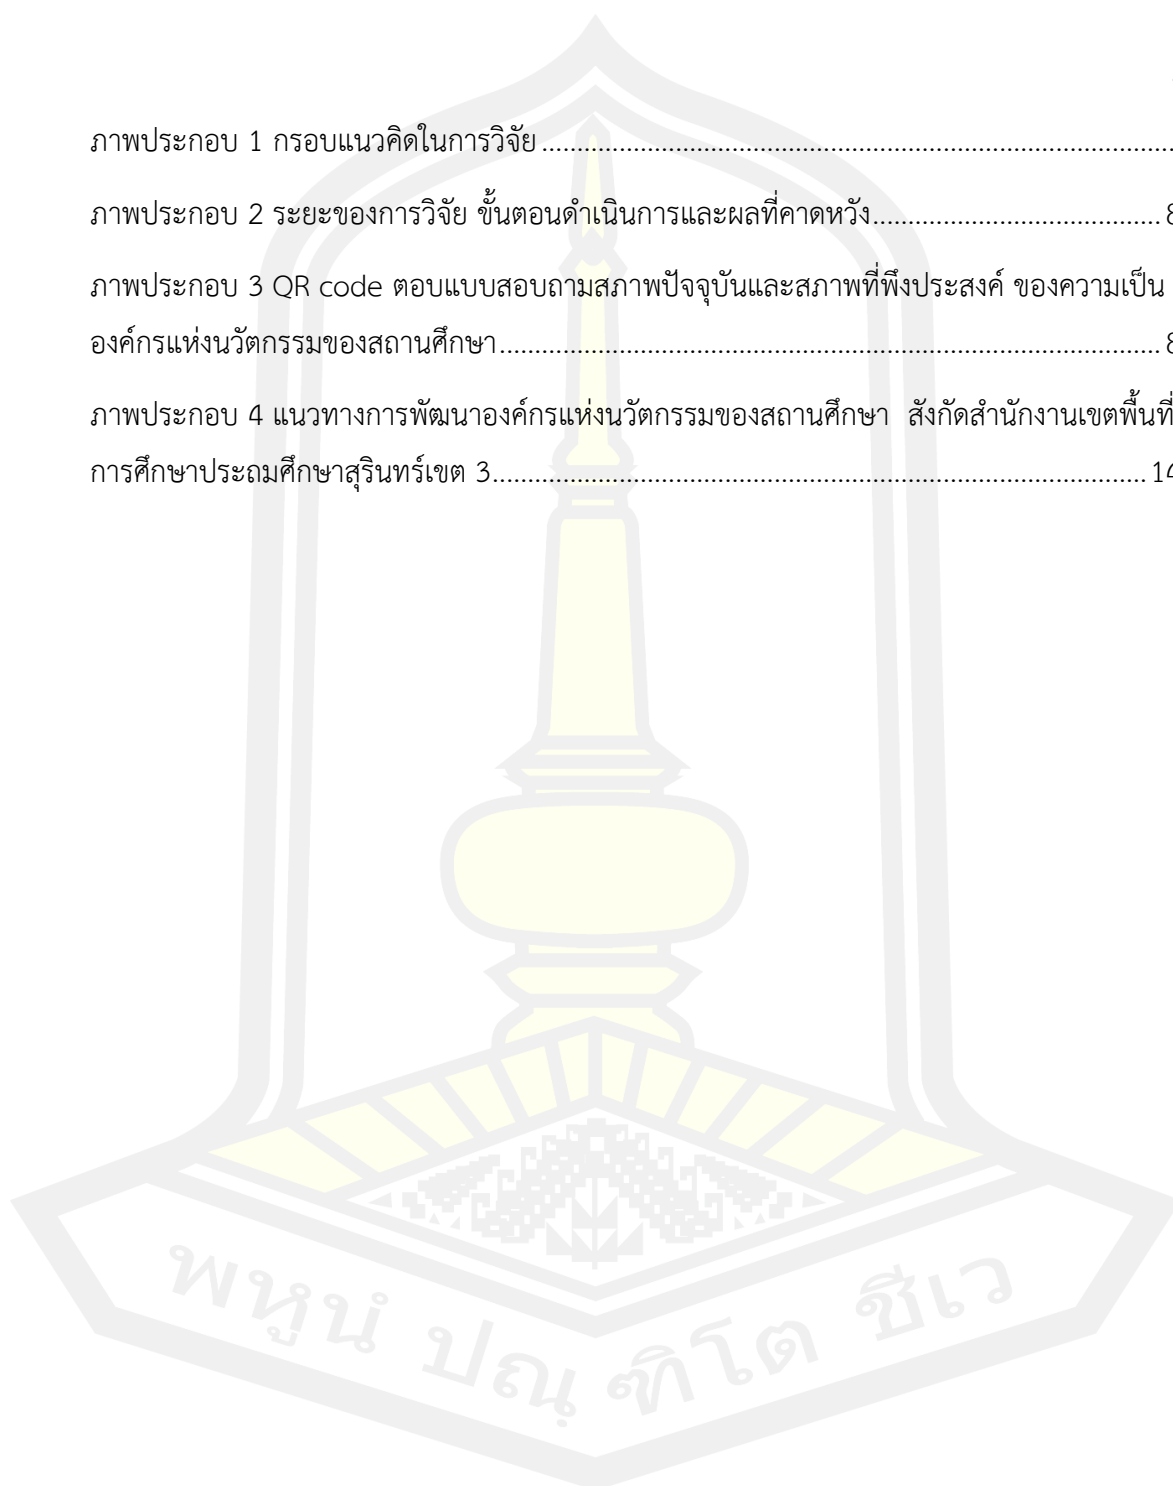 ภาพประกอบ 1 กรอบแนวคิดในการวิจัย........................................................................................
ภาพประกอบ 2 ระยะของการวิจัย ขั้นตอนดำเนินการและผลที่คาดหวัง........................................ 8
ภาพประกอบ 3 QR code ตอบแบบสอบถามสภาพปัจจุบันและสภาพที่พึงประสงค์ ของความเป็น
องค์กรแห่งนวัตกรรมของสถานศึกษา............................................................................................ 8
ภาพประกอบ 4 แนวทางการพัฒนาองค์กรแห่งนวัตกรรมของสถานศึกษา สังกัดสำนักงานเขตพื้นที่
การศึกษาประถมศึกษาสุรินทร์เขต 3........................................................................................... 14
พหูนํ ปณฺฑิโต ชีเว